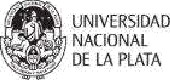 UNIVERSIDAD
NACIONAL
DE LA PLATA